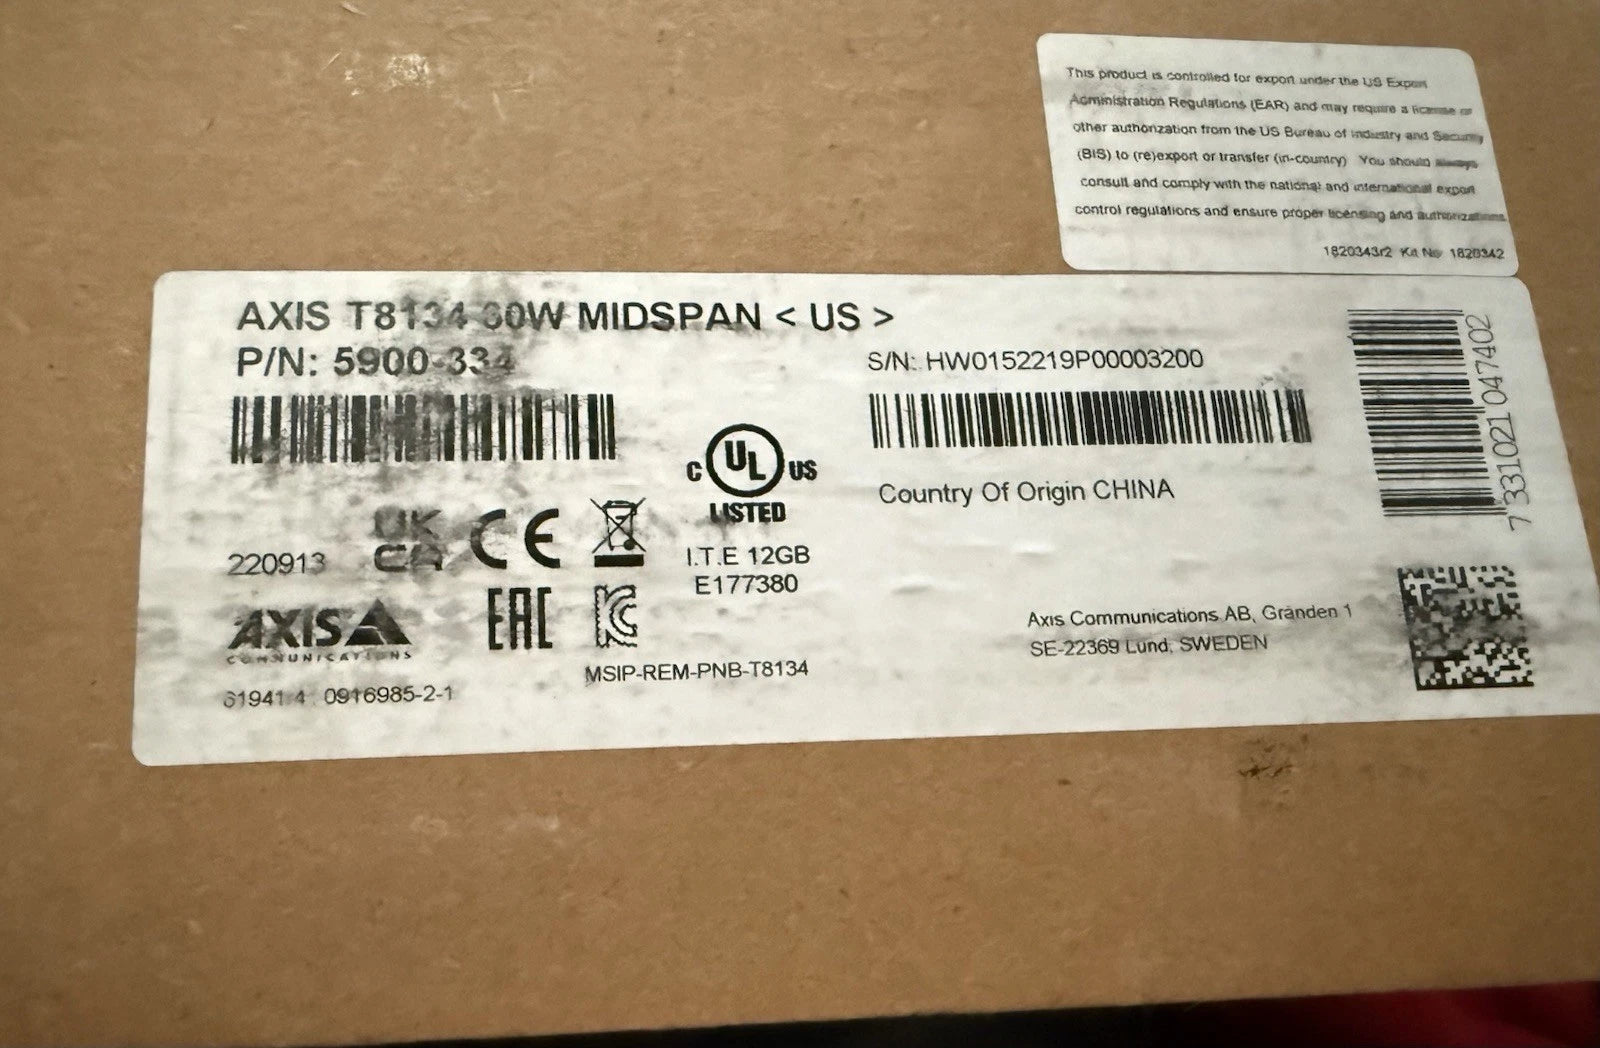 This product is controlled for export under the US Export
Administration Regulations (EAR) and may require a license or
other authorization from the US Bureau of Industry and Security
(BIS) to (re)export or transfer (in-country) You should always
consult and comply with the national and international export
control regulations and ensure proper licensing and authorizations
1820343r2 Kit No 1820342
AXIS T8134 60W MIDSPAN < US >
P/N: 5900-334
S/N: HW0152219P00003200
7 331021 047402
C UL US
LISTED
Country Of Origin CHINA
220913
UK
CA
CE
I.T.E 12GB
E177380
AXIS
COMMUNICATIONS
EAC
KC
MSIP-REM-PNB-T8134
Axis Communications AB, Gränden 1
SE-22369 Lund, SWEDEN
0916985-2-1